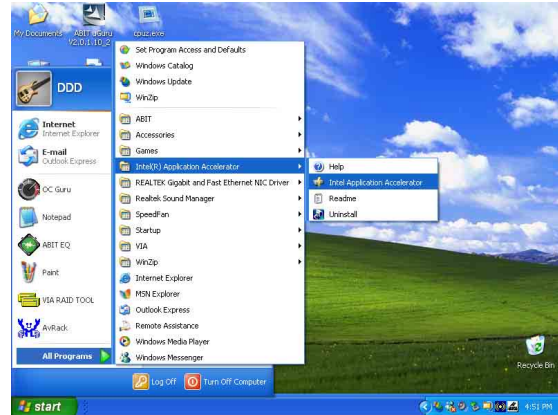 My Documents
ABIT uGuru
V2.0.1.10_2
cpuz.exe
DDD
Internet
Internet Explorer
E-mail
Outlook Express
OC Guru
Notepad
ABIT EQ
Paint
VIA RAID TOOL
AvRack
All Programs
Set Program Access and Defaults
Windows Catalog
Windows Update
WinZip
ABIT
Accessories
Games
Intel(R) Application Accelerator
REALTEK Gigabit and Fast Ethernet NIC Driver
Realtek Sound Manager
SpeedFan
Startup
VIA
WinZip
Internet Explorer
MSN Explorer
Outlook Express
Remote Assistance
Windows Media Player
Windows Messenger
Help
Intel Application Accelerator
Readme
Uninstall
Recycle Bin
Log Off
Turn Off Computer
start
4:51 PM